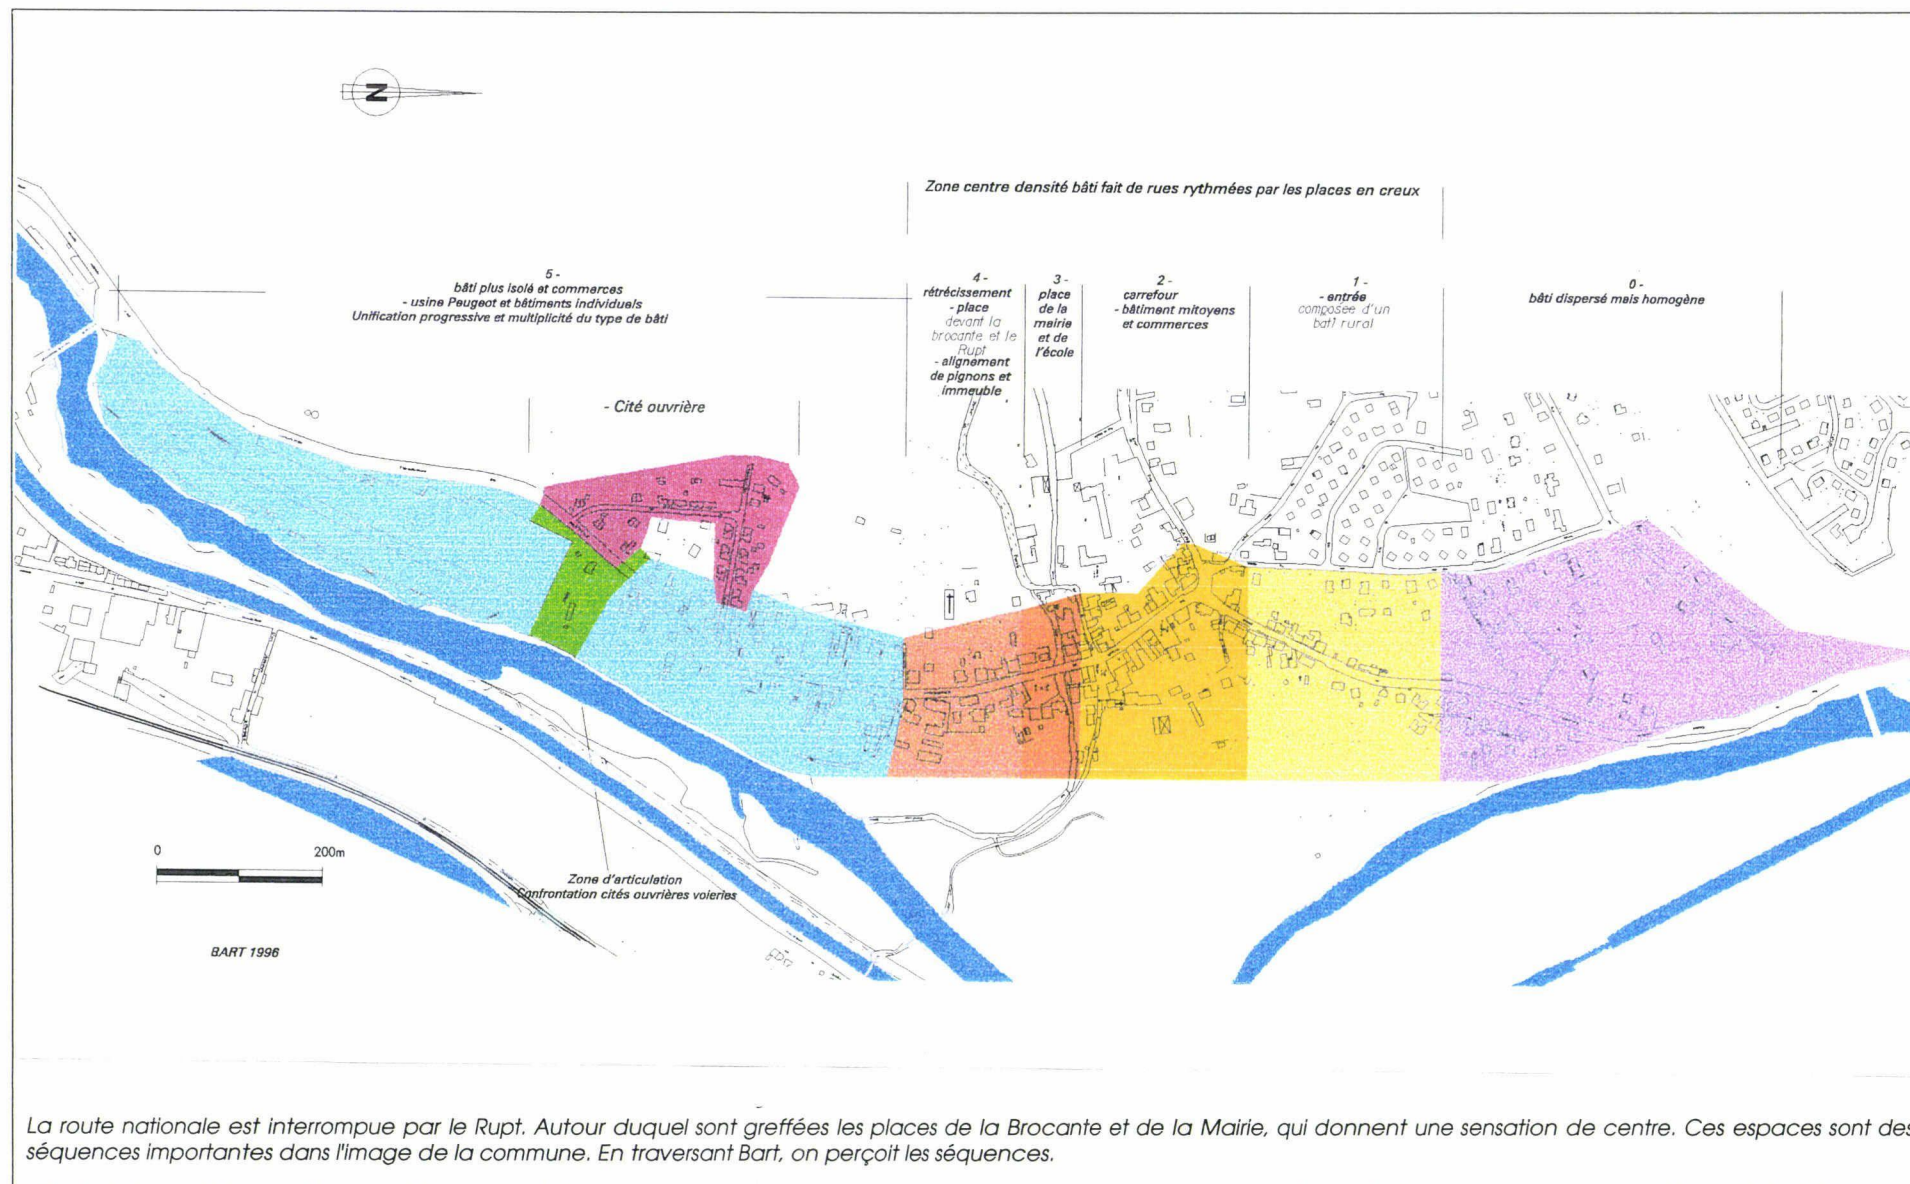 N
Zone centre densité bâti fait de rues rythmées par les places en creux
5 -
bâti plus isolé et commerces
- usine Peugeot et bâtiments individuels
Unification progressive et multiplicité du type de bâti
4 -
rétrécissement
- place
devant la
brocante et le
Rupt
- alignement
de pignons et
immeuble
3 -
place
de la
mairie
et de
l'école
2 -
carrefour
- bâtiment mitoyens
et commerces
1 -
- entrée
composée d'un
bati rural
0 -
bâti dispersé mais homogène
- Cité ouvrière
0 200m
Zone d'articulation
Confrontation cités ouvrières voieries
BART 1996
La route nationale est interrompue par le Rupt. Autour duquel sont greffées les places de la Brocante et de la Mairie, qui donnent une sensation de centre. Ces espaces sont des
séquences importantes dans l'image de la commune. En traversant Bart, on perçoit les séquences.